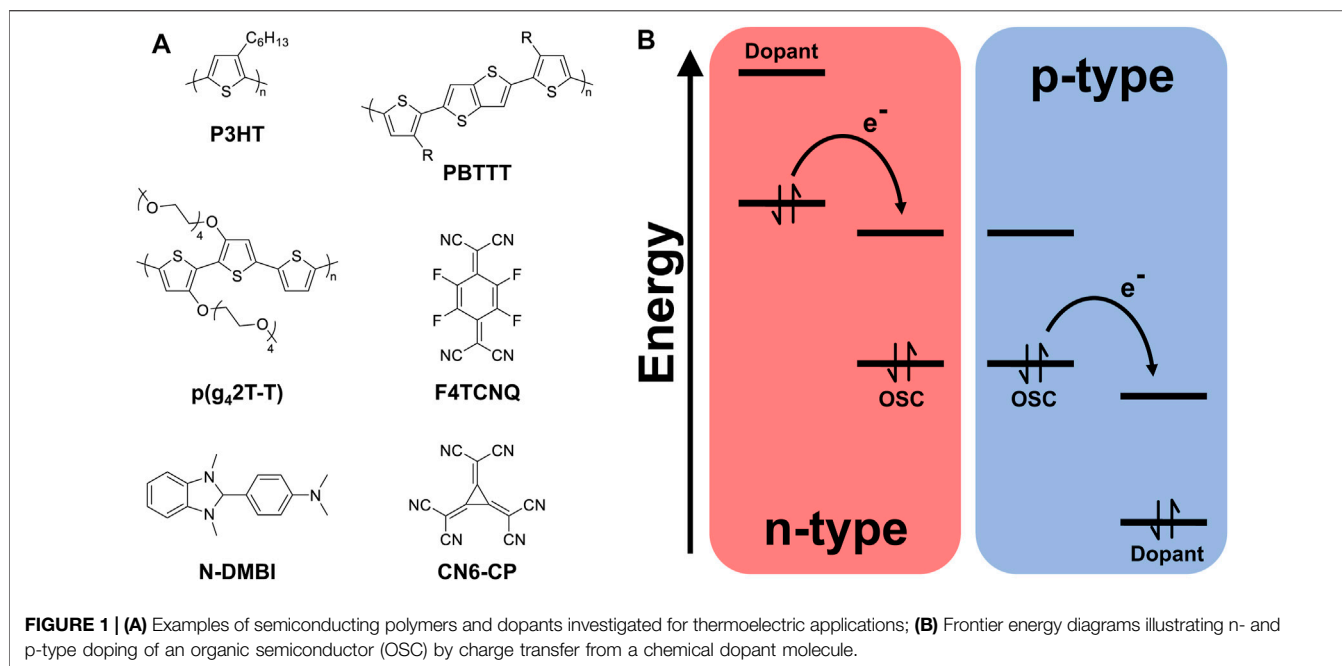 A
C₆H₁₃
S
n
P3HT
R
S
S
S
S
n
R
PBTTT
O
O
4
S
S
S
n
O
O
4
p(g₄2T-T)
NC CN
F F
F F
NC CN
F4TCNQ
N
N
N
N-DMBI
NC CN
NC CN
CN CN
CN6-CP
B
Energy
Dopant
e⁻
OSC
n-type
p-type
e⁻
OSC
Dopant
FIGURE 1 | (A) Examples of semiconducting polymers and dopants investigated for thermoelectric applications; (B) Frontier energy diagrams illustrating n- and
p-type doping of an organic semiconductor (OSC) by charge transfer from a chemical dopant molecule.